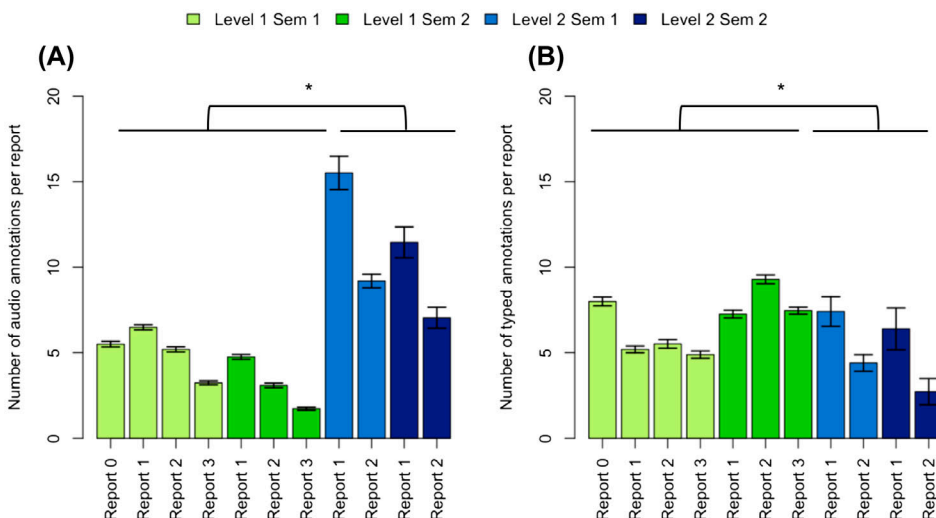 Level 1 Sem 1 Level 1 Sem 2 Level 2 Sem 1 Level 2 Sem 2
(A)
Number of audio annotations per report
20
15
10
5
0
*
Report 0
Report 1
Report 2
Report 3
Report 1
Report 2
Report 3
Report 1
Report 2
Report 1
Report 2
(B)
Number of typed annotations per report
20
15
10
5
0
*
Report 0
Report 1
Report 2
Report 3
Report 1
Report 2
Report 3
Report 1
Report 2
Report 1
Report 2